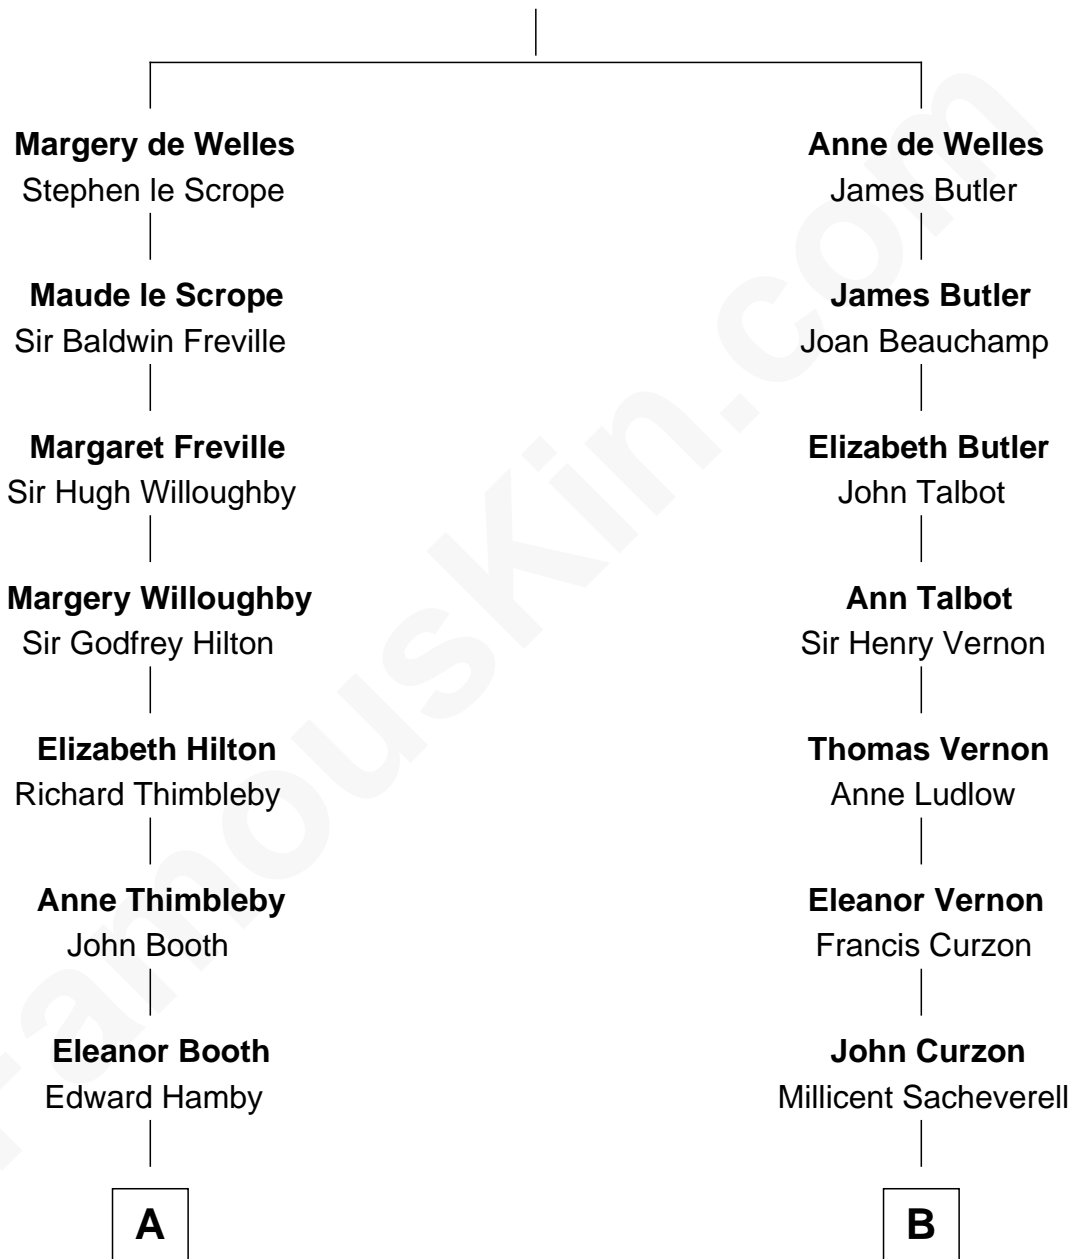 Margery de Welles
Stephen le Scrope
Anne de Welles
James Butler
Maude le Scrope
Sir Baldwin Freville
James Butler
Joan Beauchamp
Margaret Freville
Sir Hugh Willoughby
Elizabeth Butler
John Talbot
Margery Willoughby
Sir Godfrey Hilton
Ann Talbot
Sir Henry Vernon
Elizabeth Hilton
Richard Thimbleby
Thomas Vernon
Anne Ludlow
Anne Thimbleby
John Booth
Eleanor Vernon
Francis Curzon
Eleanor Booth
Edward Hamby
John Curzon
Millicent Sacheverell
A
B
FamousKin.com